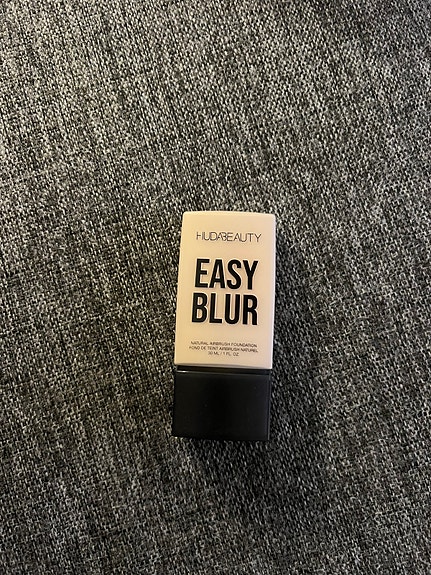 HUDABEAUTY
EASY
BLUR
NATURAL AIRBRUSH FOUNDATION
FOND DE TEINT AIRBRUSH NATUREL
30 ML / 1 FL. OZ